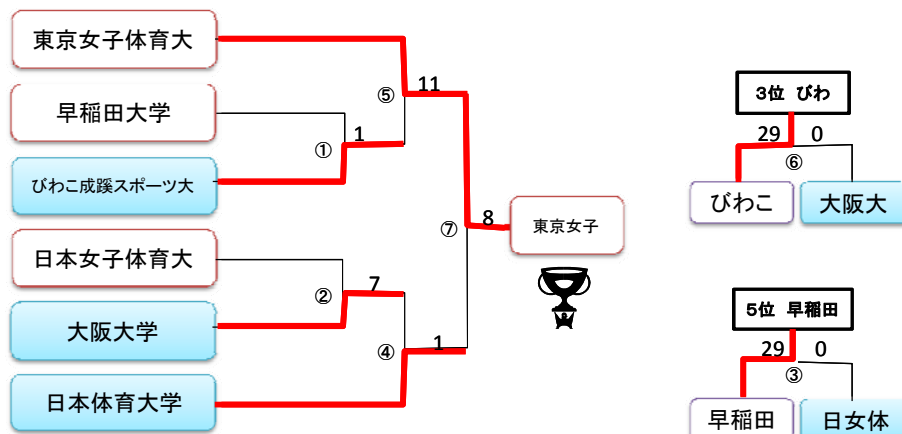 東京女子体育大
早稲田大学
びわこ成蹊スポーツ大
日本女子体育大
大阪大学
日本体育大学
⑤
11
①
1
②
7
④
1
⑦
8
東京女子
3位 びわ
29 0
⑥
びわこ 大阪大
5位 早稲田
29 0
③
早稲田 日女体